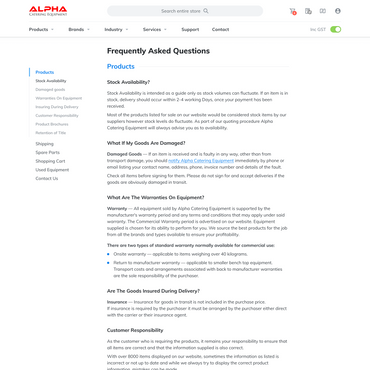 ALPHA
CATERING EQUIPMENT
Search entire store
Products
Brands
Industry
Services
Support
Contact
Inc GST
Frequently Asked Questions
Products
Stock Availability
Damaged goods
Warranties On Equipment
Insuring During Delivery
Customer Responsibility
Product Brochures
Retention of Title
Shipping
Spare Parts
Shopping Cart
Used Equipment
Contact Us
Products
Stock Availability?
Stock Availability is intended as a guide only as stock volumes can fluctuate. If an item is in
stock, delivery should occur within 2-4 working Days, once your payment has been
received.
Most of the products listed for sale on our website would be considered stock items by our
suppliers however stock levels do fluctuate. As part of our quoting procedure Alpha
Catering Equipment will always advise you as to availability.
What If My Goods Are Damaged?
Damaged Goods — If an item is received and is faulty in any way, other than from
transport damage, you should notify Alpha Catering Equipment immediately by phone or
email listing your contact name, address, phone, invoice number and details of the fault.
Check all items before signing for them. Please do not sign for and accept deliveries if the
goods are obviously damaged in transit.
What Are The Warranties On Equipment?
Warranty — All equipment sold by Alpha Catering Equipment is supported by the
manufacturer's warranty period and any terms and conditions that may apply under said
warranty. The Commercial Warranty period is advertised on our website. Equipment
supplied is chosen for its ability to perform for you. We source the best products for the job
from all the brands and types available to ensure your profitability.
There are two types of standard warranty normally available for commercial use:
Onsite warranty — applicable to items weighing over 40 kilograms.
Return to manufacturer warranty — applicable to smaller bench top equipment.
Transport costs and arrangements associated with back to manufacturer warranties
are the sole responsibility of the purchaser.
Are The Goods Insured During Delivery?
Insurance — Insurance for goods in transit is not included in the purchase price.
If Insurance is required by the purchaser it must be arranged by the purchaser either direct
with the carrier or their insurance agent.
Customer Responsibility
As the customer who is requiring the products, it remains your responsibility to ensure that
all items are correct and that the information supplied is also correct.
With over 8000 items displayed on our website, sometimes the information as listed is
incorrect or not up to date and while we always try to display the correct product